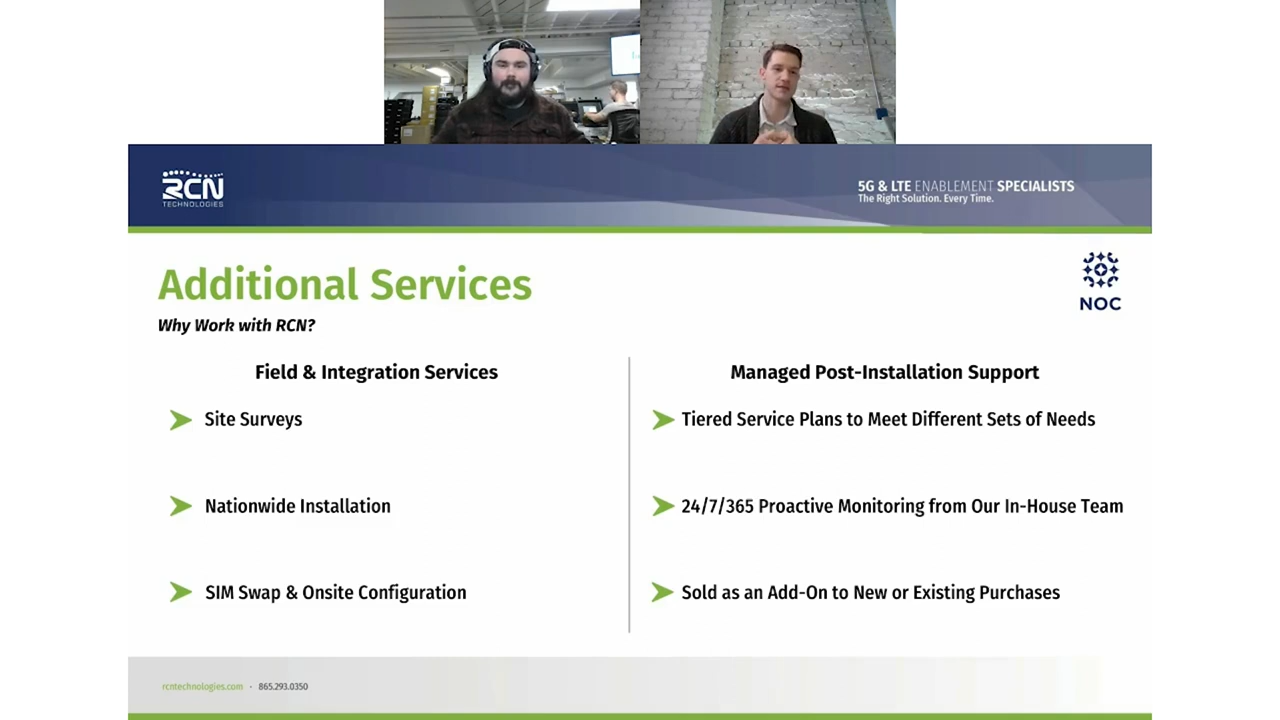 RCN
TECHNOLOGIES
5G & LTE ENABLEMENT SPECIALISTS
The Right Solution. Every Time.
Additional Services
NOC
Why Work with RCN?
Field & Integration Services
Site Surveys
Nationwide Installation
SIM Swap & Onsite Configuration
Managed Post-Installation Support
Tiered Service Plans to Meet Different Sets of Needs
24/7/365 Proactive Monitoring from Our In-House Team
Sold as an Add-On to New or Existing Purchases
rcntechnologies.com · 865.293.0350